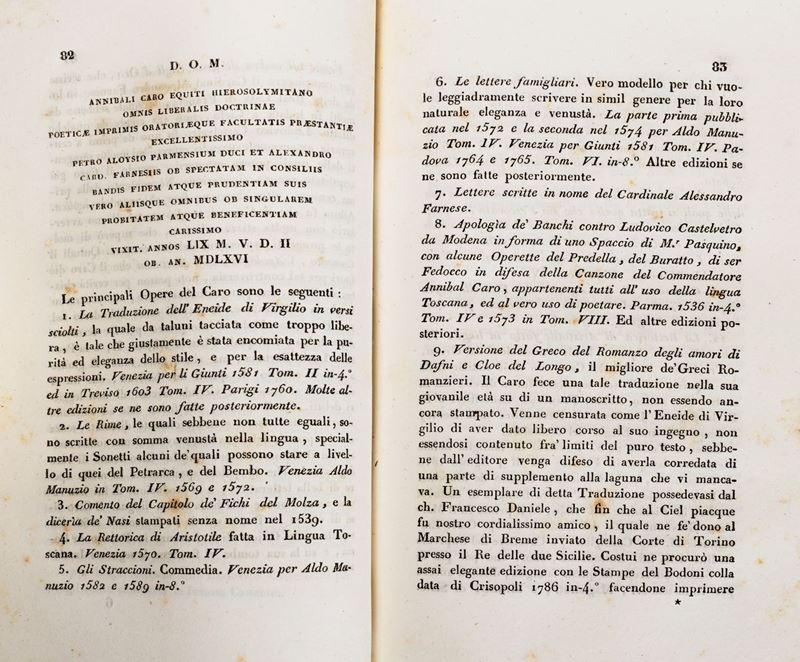 82
D. O. M.
ANNIBALI CARO EQUITI HIEROSOLYMITANO
OMNIS LIBERALIS DOCTRINAE
POETICÆ IMPRIMIS ORATORIÆQUE FACULTATIS PRÆSTANTIÆ
EXCELLENTISSIMO
PETRO ALOYSIO PARMENSIUM DUCI ET ALEXANDRO
CARD. FARNESIIS OB SPECTATAM IN CONSILIIS
BANDIS FIDEM ATQUE PRUDENTIAM SUIS
VERO ALIISQUE OMNIBUS OB SINGULAREM
PROBITATEM ATQUE BENEFICENTIAM
CARISSIMO
VIXIT. ANNOS LIX M. V. D. II
OB. AN. MDLXVI
Le principali Opere del Caro sono le seguenti :
1. La Traduzione dell' Eneide di Virgilio in versi
sciolti , la quale da taluni tacciata come troppo libe-
ra , è tale che giustamente è stata encomiata per la pu-
rità ed eleganza dello stile , e per la esattezza delle
espressioni. Venezia per li Giunti 1581 Tom. II in-4.°
ed in Treviso 1603 Tom. IV. Parigi 1760. Molte al-
tre edizioni se ne sono fatte posteriormente.
2. Le Rime , le quali sebbene non tutte eguali, so-
no scritte con somma venustà nella lingua , special-
mente i Sonetti alcuni de' quali possono stare a livel-
lo di quei del Petrarca , e del Bembo. Venezia Aldo
Manuzio in Tom. IV. 1569 e 1572.
3. Comento del Capitolo de' Fichi del Molza , e la
diceria de' Nasi stampati senza nome nel 1539.
4. La Rettorica di Aristotile fatta in Lingua To-
scana. Venezia 1570. Tom. IV.
5. Gli Straccioni. Commedia. Venezia per Aldo Ma-
nuzio 1582 e 1589 in-8.°
83
6. Le lettere famigliari. Vero modello per chi vuo-
le leggiadramente scrivere in simil genere per la loro
naturale eleganza e venustà. La parte prima pubbli-
cata nel 1572 e la seconda nel 1574 per Aldo Manu-
zio Tom. IV. Venezia per Giunti 1581 Tom. IV. Pa-
dova 1764 e 1765. Tom. VI. in-8.° Altre edizioni se
ne sono fatte posteriormente.
7. Lettere scritte in nome del Cardinale Alessandro
Farnese.
8. Apologìa de' Banchi contro Ludovico Castelvetro
da Modena in forma di uno Spaccio di M.r Pasquino,
con alcune Operette del Predella , del Buratto , di ser
Fedocco in difesa della Canzone del Commendatore
Annibal Caro , appartenenti tutti all' uso della lingua
Toscana , ed al vero uso di poetare. Parma. 1536 in-4.°
Tom. IV e 1573 in Tom. VIII. Ed altre edizioni po-
steriori.
9. Versione del Greco del Romanzo degli amori di
Dafni e Cloe del Longo , il migliore de' Greci Ro-
manzieri. Il Caro fece una tale traduzione nella sua
giovanile età su di un manoscritto, non essendo an-
cora stampato. Venne censurata come l' Eneide di Vir-
gilio di aver dato libero corso al suo ingegno , non
essendosi contenuto fra' limiti del puro testo , sebbe-
ne dall' editore venga difeso di averla corredata di
una parte di supplemento alla laguna che vi manca-
va. Un esemplare di detta Traduzione possedevasi dal
ch. Francesco Daniele , che fin che al Ciel piacque
fu nostro cordialissimo amico , il quale ne fe' dono al
Marchese di Breme inviato della Corte di Torino
presso il Re delle due Sicilie. Costui ne procurò una
assai elegante edizione con le Stampe del Bodoni colla
data di Crisopoli 1786 in-4.° facendone imprimere
*